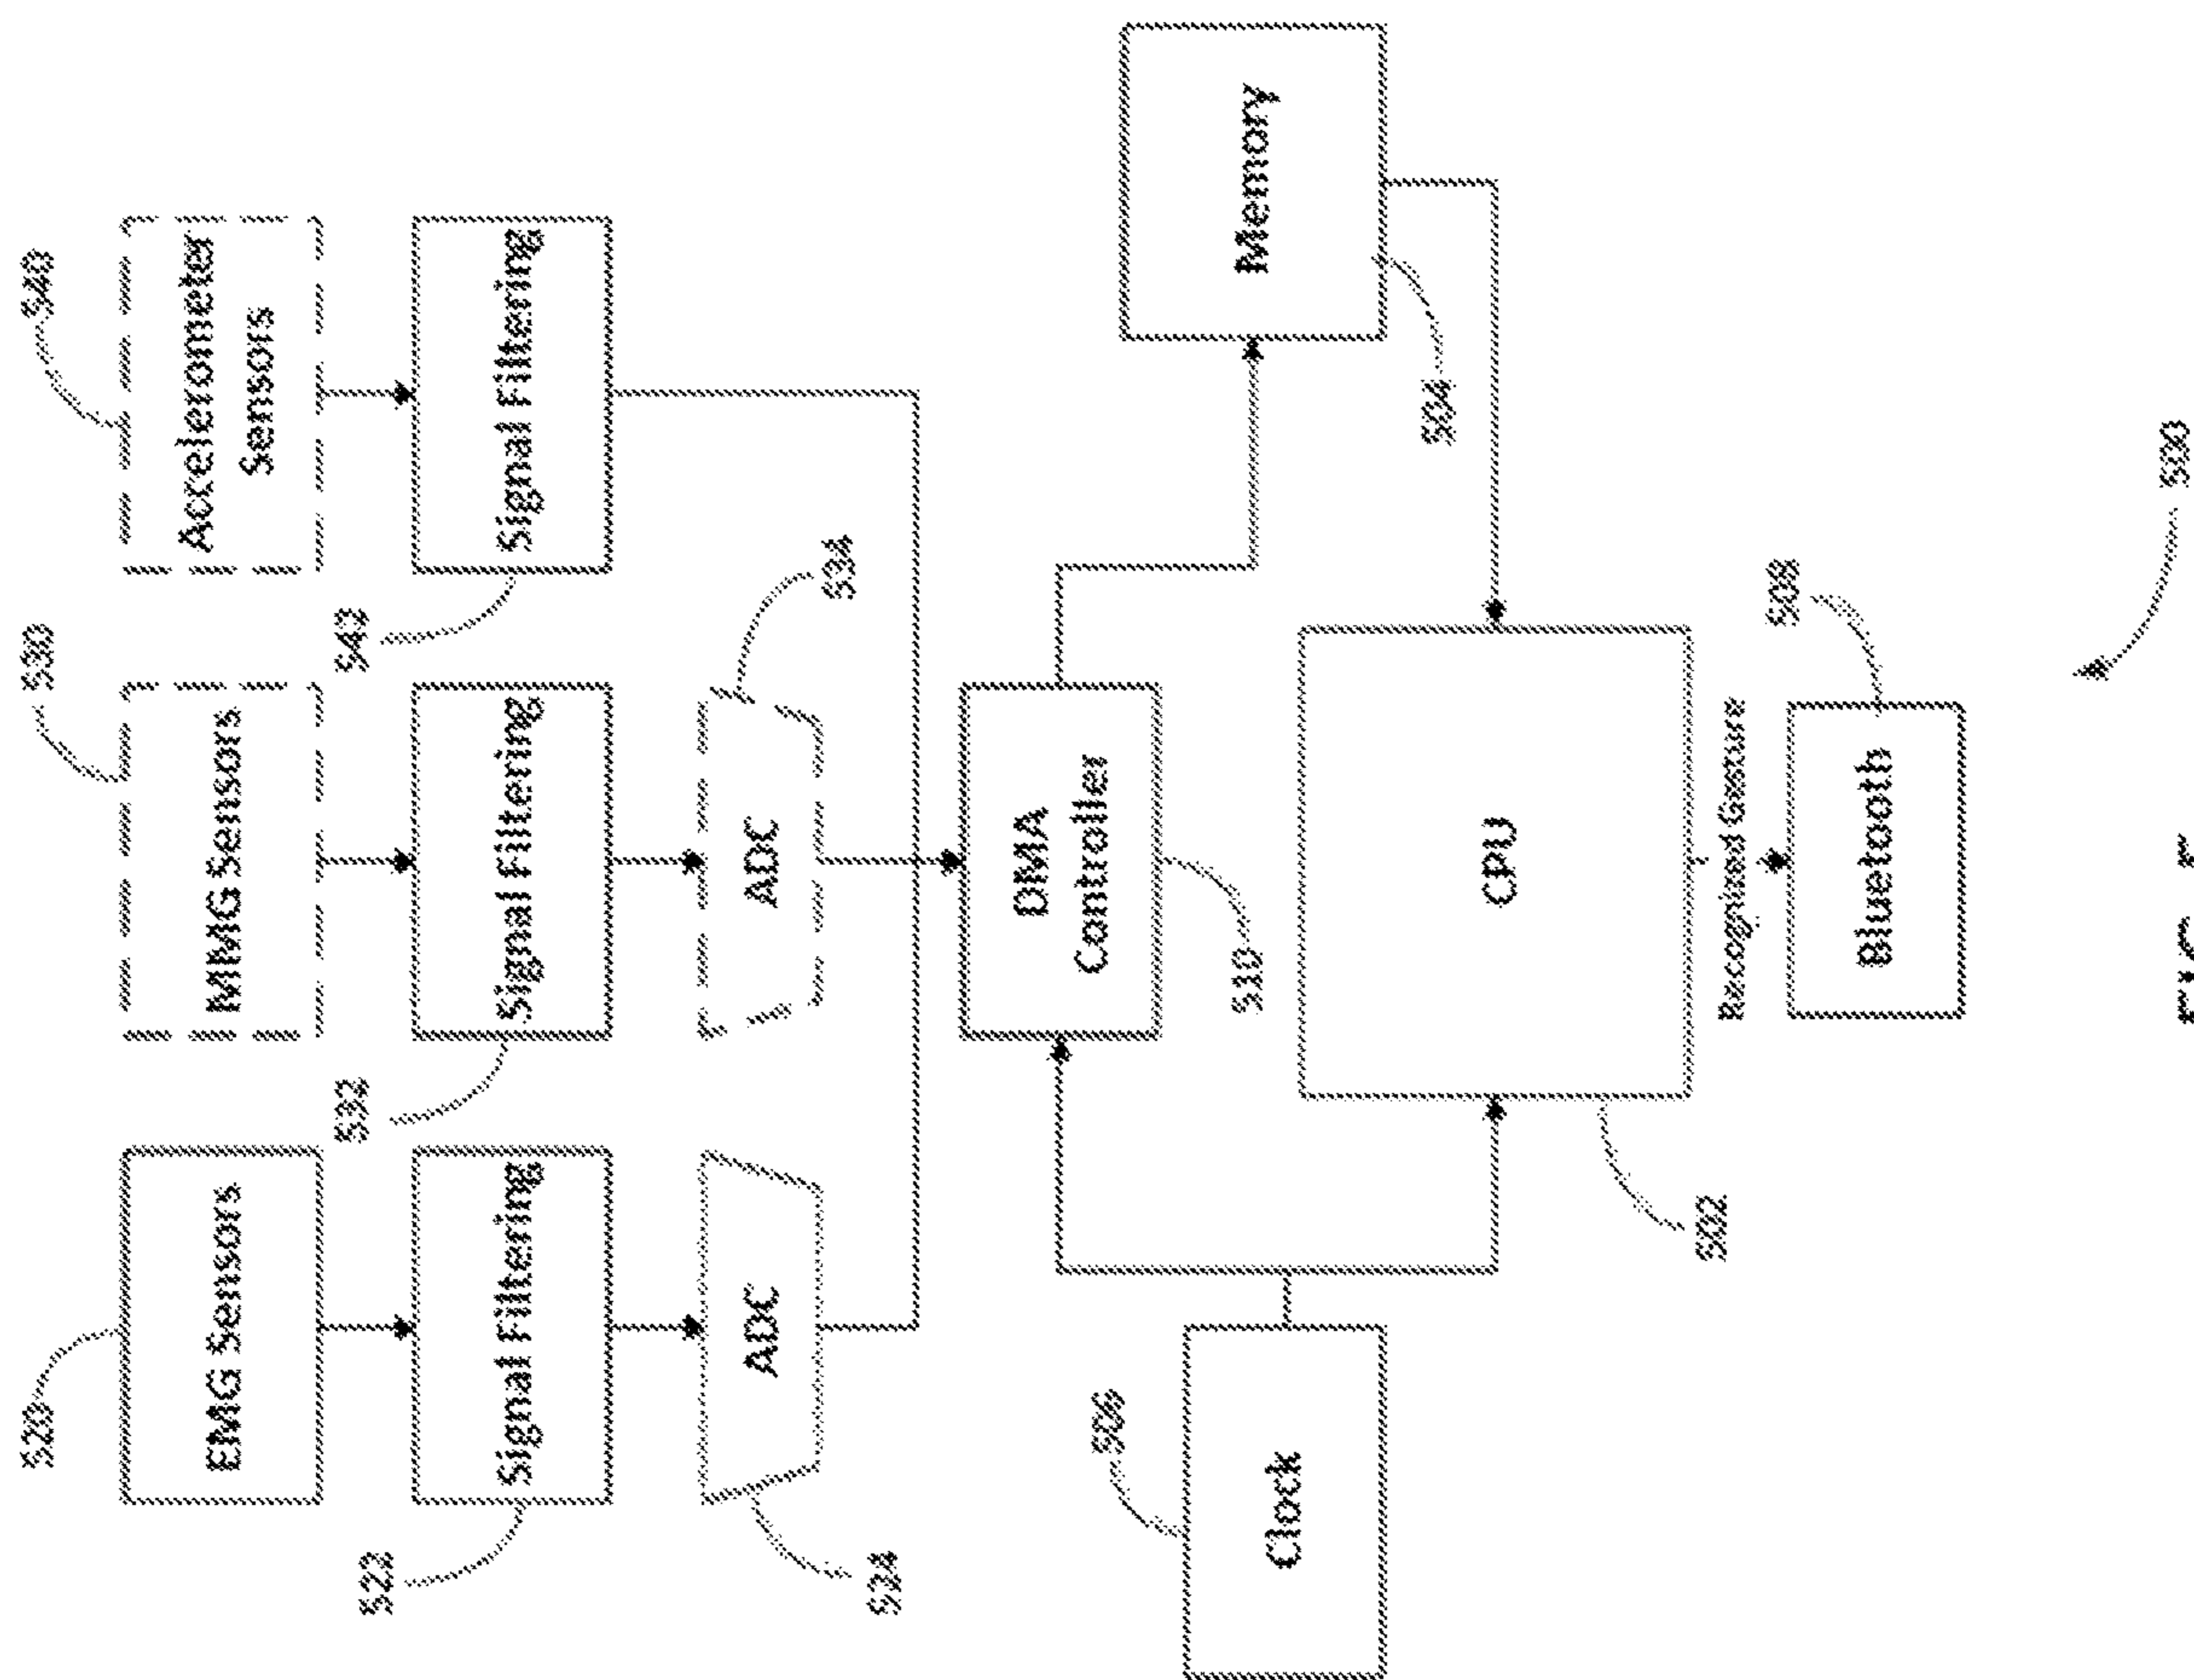 520
530
540
EMG Sensors
MMG Sensors
Accelerometer
Sensors
522
532
542
Signal Filtering
Signal Filtering
Signal Filtering
ADC
ADC
524
534
DMA
Controller
506
510
Clock
Memory
504
CPU
502
Recognized Gesture
508
Bluetooth
500